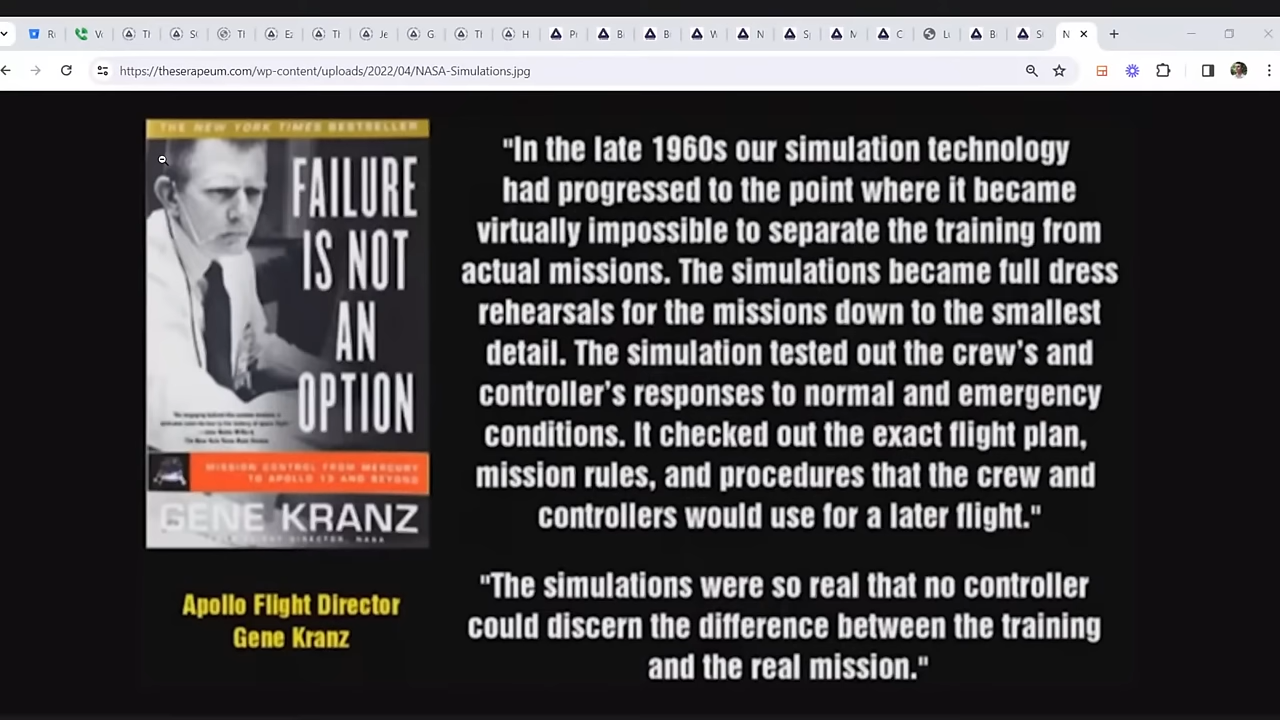 https://theserapeum.com/wp-content/uploads/2022/04/NASA-Simulations.jpg
THE NEW YORK TIMES BESTSELLER
FAILURE
IS NOT
AN
OPTION
MISSION CONTROL FROM MERCURY
TO APOLLO 13 AND BEYOND
GENE KRANZ
Apollo Flight Director
Gene Kranz
"In the late 1960s our simulation technology
had progressed to the point where it became
virtually impossible to separate the training from
actual missions. The simulations became full dress
rehearsals for the missions down to the smallest
detail. The simulation tested out the crew's and
controller's responses to normal and emergency
conditions. It checked out the exact flight plan,
mission rules, and procedures that the crew and
controllers would use for a later flight."
"The simulations were so real that no controller
could discern the difference between the training
and the real mission."